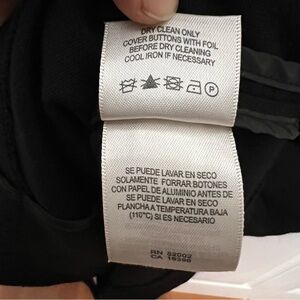 DRY CLEAN ONLY
COVER BUTTONS WITH FOIL
BEFORE DRY CLEANING
COOL IRON IF NECESSARY
P
SE PUEDE LAVAR EN SECO
SOLAMENTE FORRAR BOTONES
CON PAPEL DE ALUMINIO ANTES DE
SE PUEDE LAVAR EN SECO
PLANCHA A TEMPERATURA BAJA
(110°C) SI ES NECESARIO
RN 52002
CA 16396